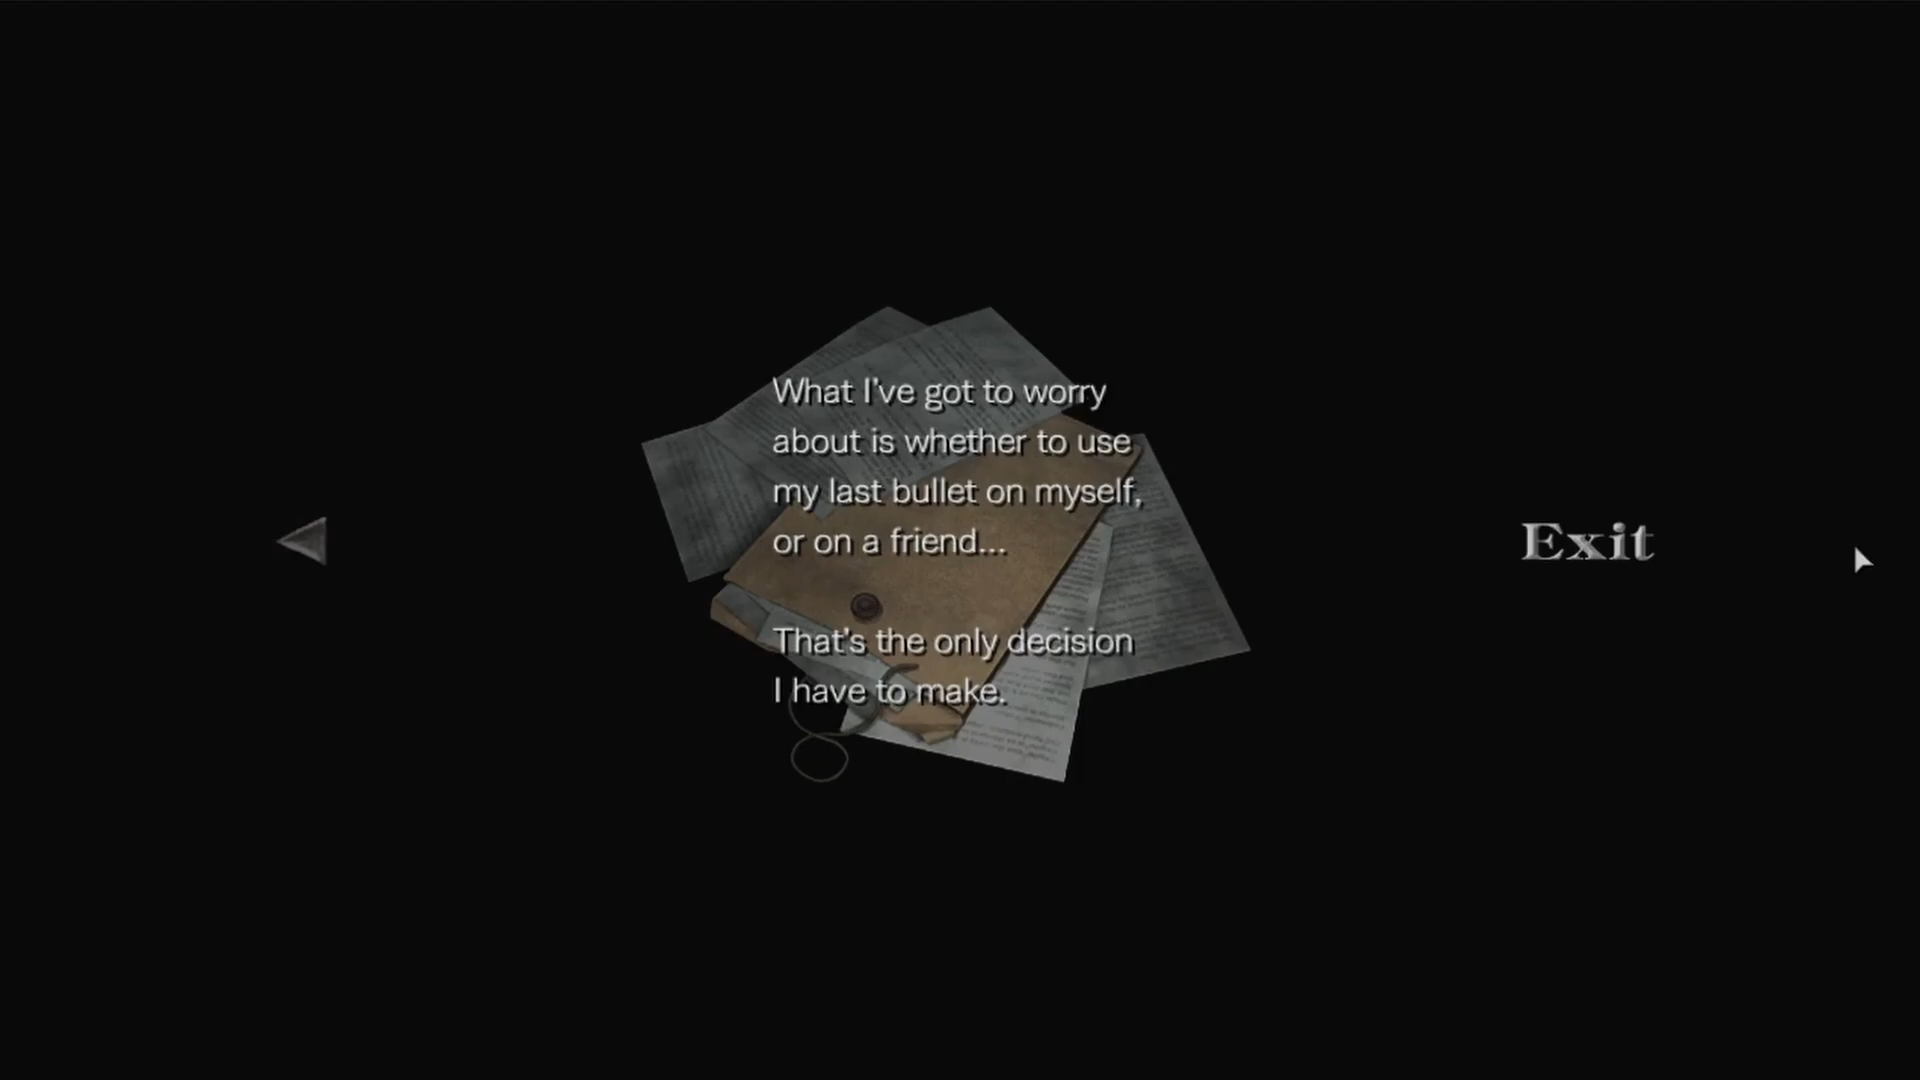 What I've got to worry
about is whether to use
my last bullet on myself,
or on a friend...
That's the only decision
I have to make.
Exit